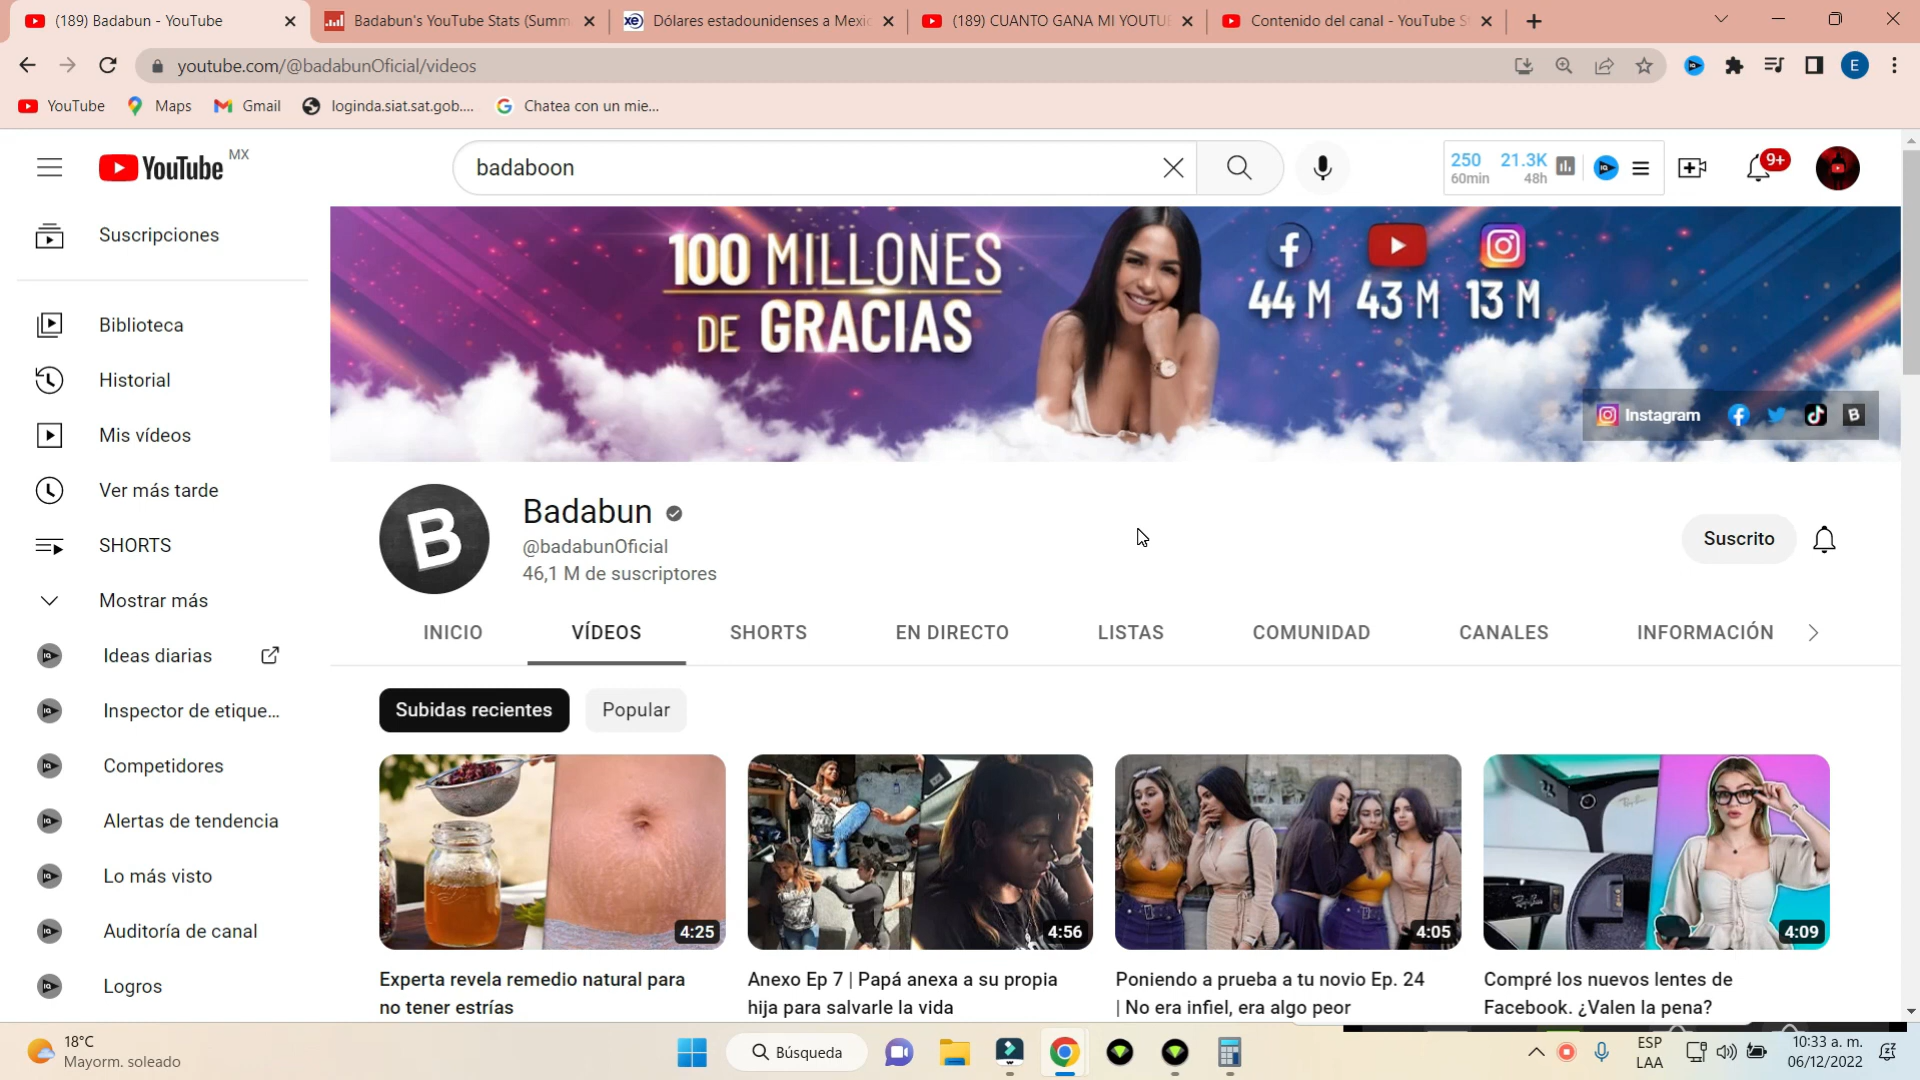 (189) Badabun - YouTube
Badabun's YouTube Stats (Summ
Dólares estadounidenses a Mexic
(189) CUANTO GANA MI YOUTU
Contenido del canal - YouTube S
youtube.com/@badabunOficial/videos
E
YouTube
Maps
Gmail
loginda.siat.sat.gob....
Chatea con un mie...
YouTube MX
badaboon
250 60min
21.3K 48h
9+
Suscripciones
Biblioteca
Historial
Mis vídeos
Ver más tarde
SHORTS
Mostrar más
Ideas diarias
Inspector de etique...
Competidores
Alertas de tendencia
Lo más visto
Auditoría de canal
Logros
100 MILLONES
DE GRACIAS
44 M 43 M 13 M
Instagram
B
B
Badabun
@badabunOficial
46,1 M de suscriptores
Suscrito
INICIO
VÍDEOS
SHORTS
EN DIRECTO
LISTAS
COMUNIDAD
CANALES
INFORMACIÓN
Subidas recientes
Popular
4:25
4:56
4:05
4:09
Experta revela remedio natural para
no tener estrías
Anexo Ep 7 | Papá anexa a su propia
hija para salvarle la vida
Poniendo a prueba a tu novio Ep. 24
| No era infiel, era algo peor
Compré los nuevos lentes de
Facebook. ¿Valen la pena?
18°C
Mayorm. soleado
Búsqueda
ESP
LAA
10:33 a. m.
06/12/2022